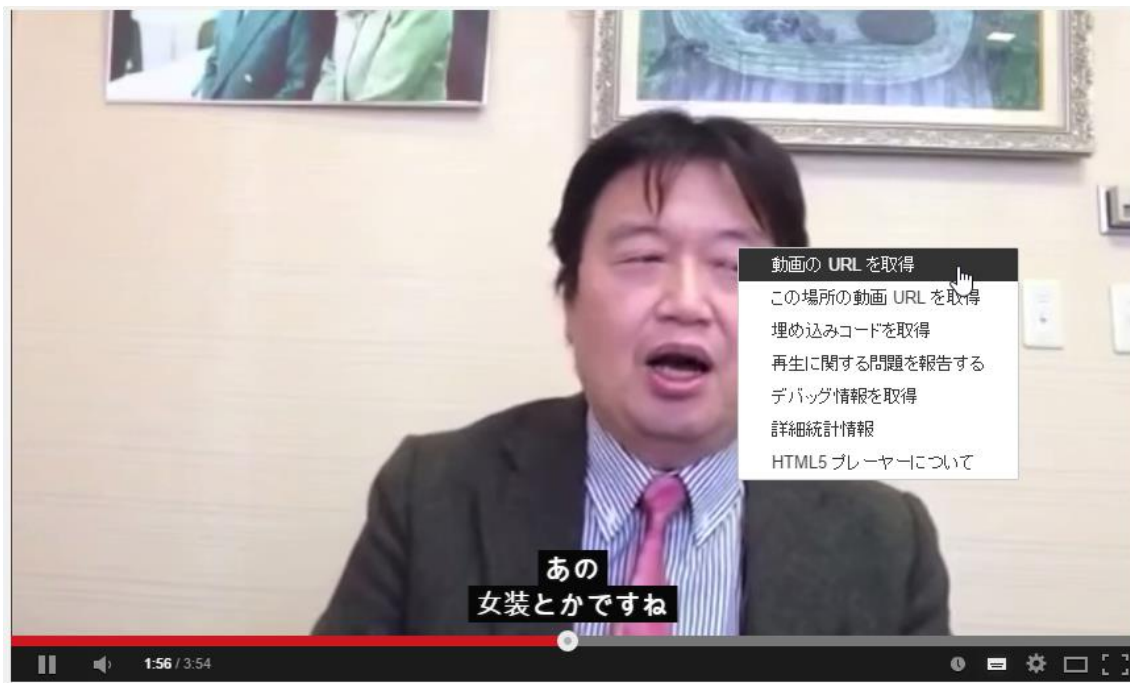 動画の URL を取得
この場所の動画 URL を取得
埋め込みコードを取得
再生に関する問題を報告する
デバッグ情報を取得
詳細統計情報
HTML5 プレーヤーについて
あの
女装とかですね
1:56 / 3:54